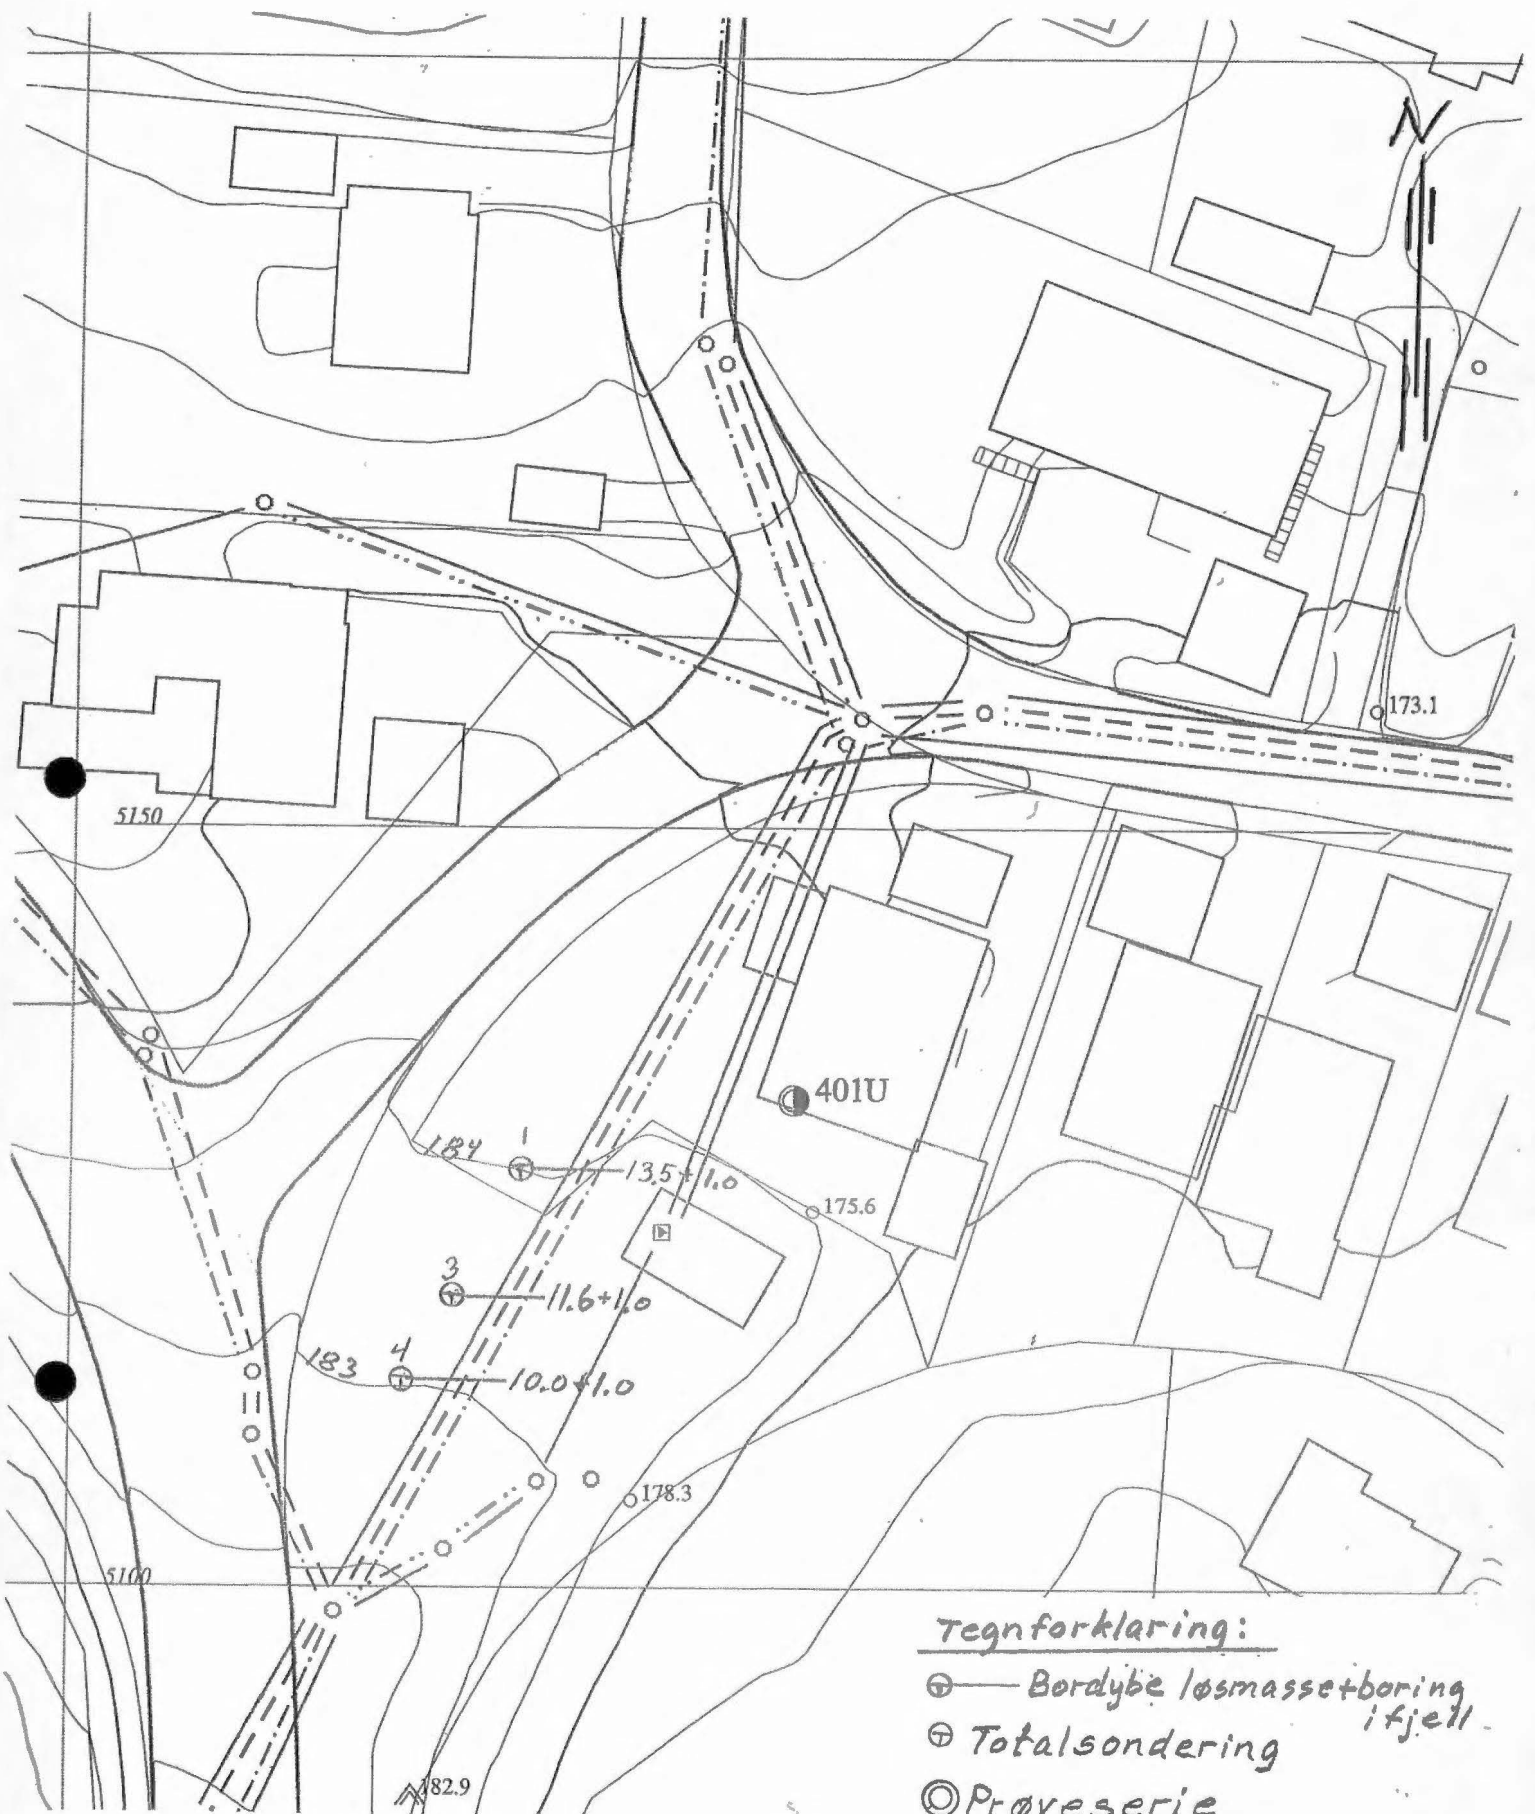 N
173.1
5150
401U
184
1
13.5+1.0
175.6
3
11.6+1.0
4
183
10.0+1.0
178.3
5100
Tegnforklaring:
Bordybe løsmasse+boring
i fjell
Totalsondering
182.9
Prøveserie